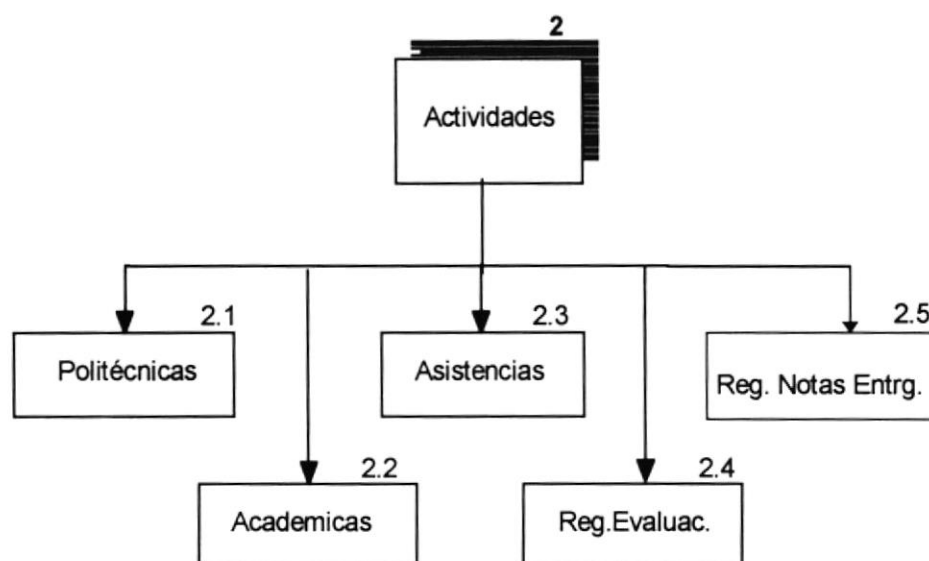 2
Actividades
2.1
Politécnicas
2.3
Asistencias
2.5
Reg. Notas Entrg.
2.2
Academicas
2.4
Reg.Evaluac.